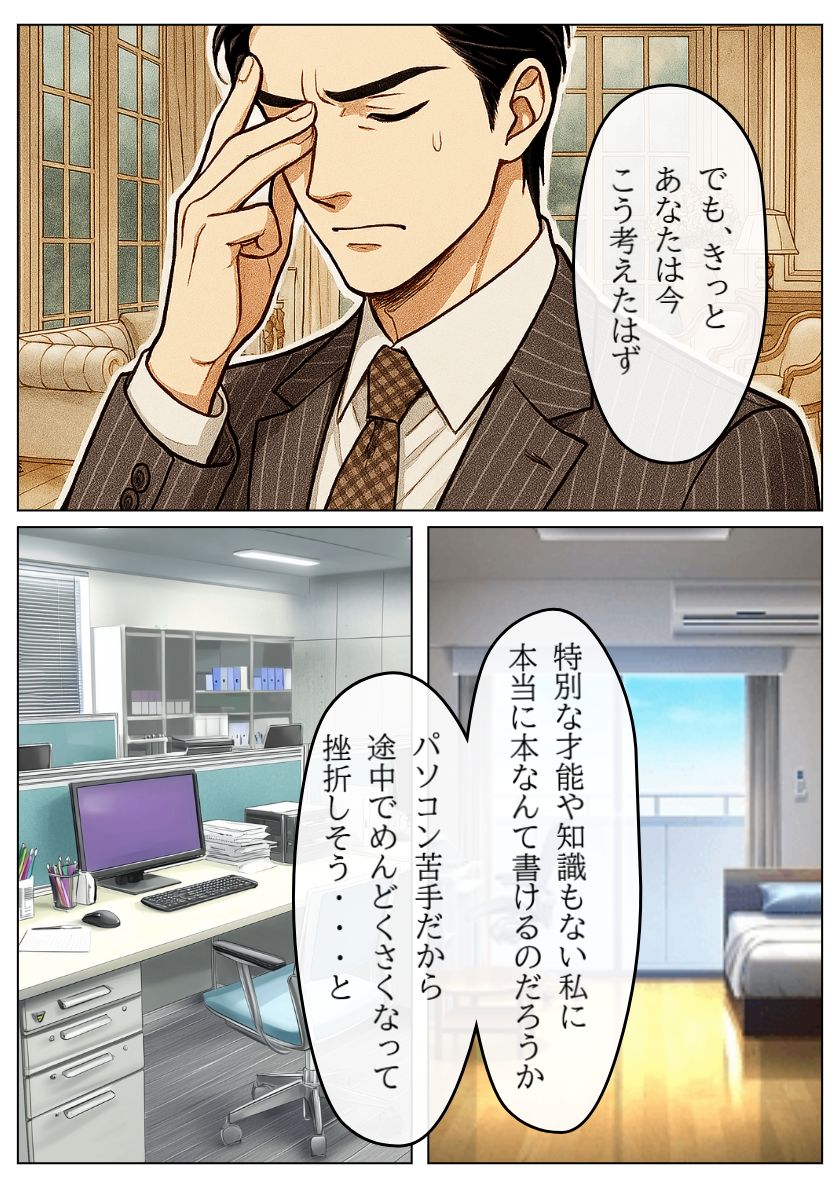 でも、きっと
あなたは今
こう考えたはず
特別な才能や知識もない私に
本当に本なんて書けるのだろうか
パソコン苦手だから
途中でめんどくさくなって
挫折しそう・・・と